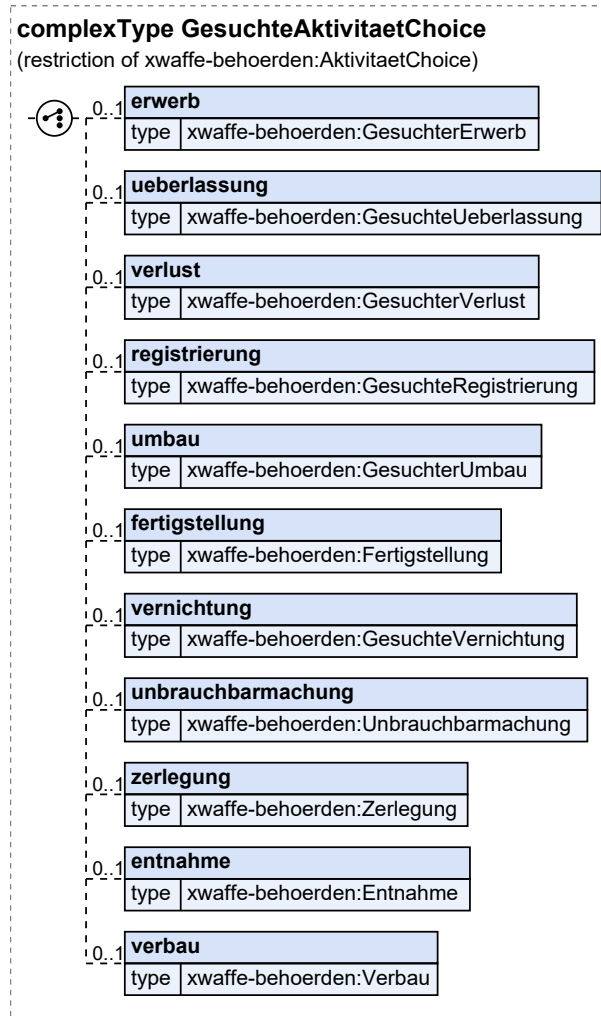 complexType GesuchteAktivitaetChoice
(restriction of xwaffe-behoerden:AktivitaetChoice)
0..1 erwerb
type xwaffe-behoerden:GesuchterErwerb
0..1 ueberlassung
type xwaffe-behoerden:GesuchteUeberlassung
0..1 verlust
type xwaffe-behoerden:GesuchterVerlust
0..1 registrierung
type xwaffe-behoerden:GesuchteRegistrierung
0..1 umbau
type xwaffe-behoerden:GesuchterUmbau
0..1 fertigstellung
type xwaffe-behoerden:Fertigstellung
0..1 vernichtung
type xwaffe-behoerden:GesuchteVernichtung
0..1 unbrauchbarmachung
type xwaffe-behoerden:Unbrauchbarmachung
0..1 zerlegung
type xwaffe-behoerden:Zerlegung
0..1 entnahme
type xwaffe-behoerden:Entnahme
0..1 verbau
type xwaffe-behoerden:Verbau